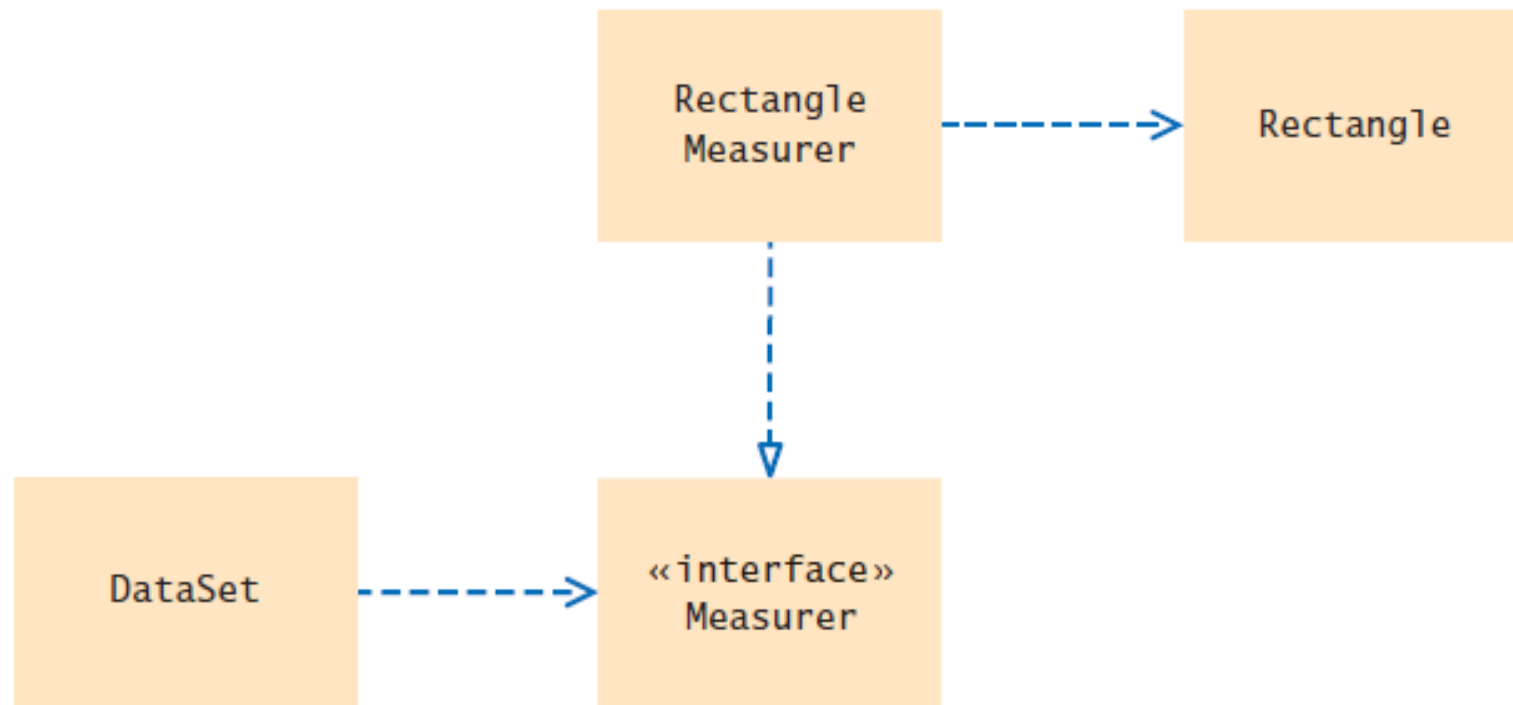 Rectangle
Measurer
Rectangle
DataSet
«interface»
Measurer